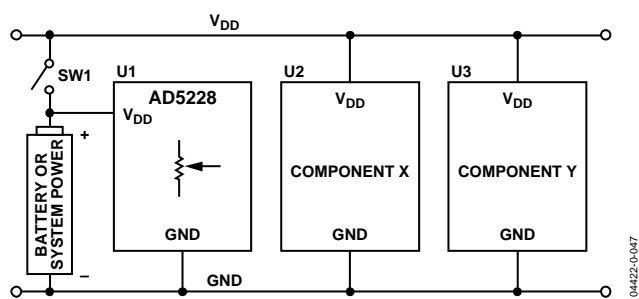 VDD
SW1
U1
AD5228
VDD
GND
U2
VDD
COMPONENT X
GND
U3
VDD
COMPONENT Y
GND
+
BATTERY OR
SYSTEM POWER
–
GND
04422-0-047